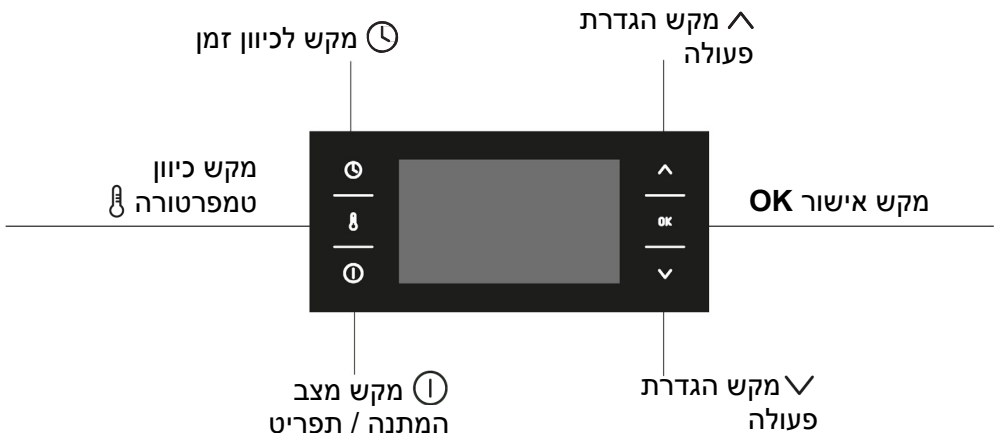 ∧ מקש הגדרת
פעולה
מקש לכיוון זמן
מקש כיוון
טמפרטורה
מקש אישור OK
OK
מקש מצב
המתנה / תפריט
∨ מקש הגדרת
פעולה